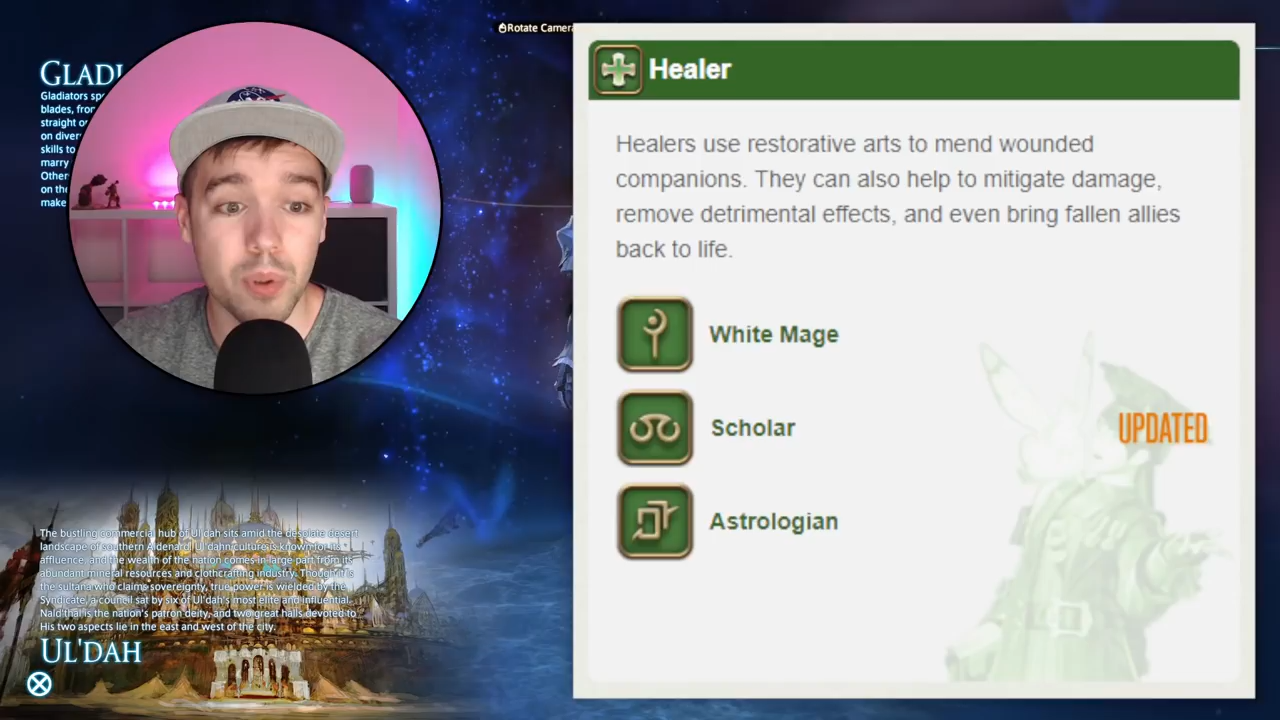 Rotate Camera
GLADI
Gladiators spe
blades, from
straight o
on divers
skills to
marry
Other
on the
make
Healer
Healers use restorative arts to mend wounded
companions. They can also help to mitigate damage,
remove detrimental effects, and even bring fallen allies
back to life.
White Mage
Scholar
UPDATED
Astrologian
The bustling commercial hub of Ul'dah sits amid the desolate desert
landscape of southern Aldenard. Ul'dahn culture is known for its
affluence, and the wealth of the nation comes in large part from its
abundant mineral resources and clothcrafting industry. Though it is
the sultana who claims sovereignty, true power is wielded by the
Syndicate, a council sat by six of Ul'dah's most elite and influential.
Nald'thal is the nation's patron deity, and two great halls devoted to
His two aspects lie in the east and west of the city.
UL'DAH